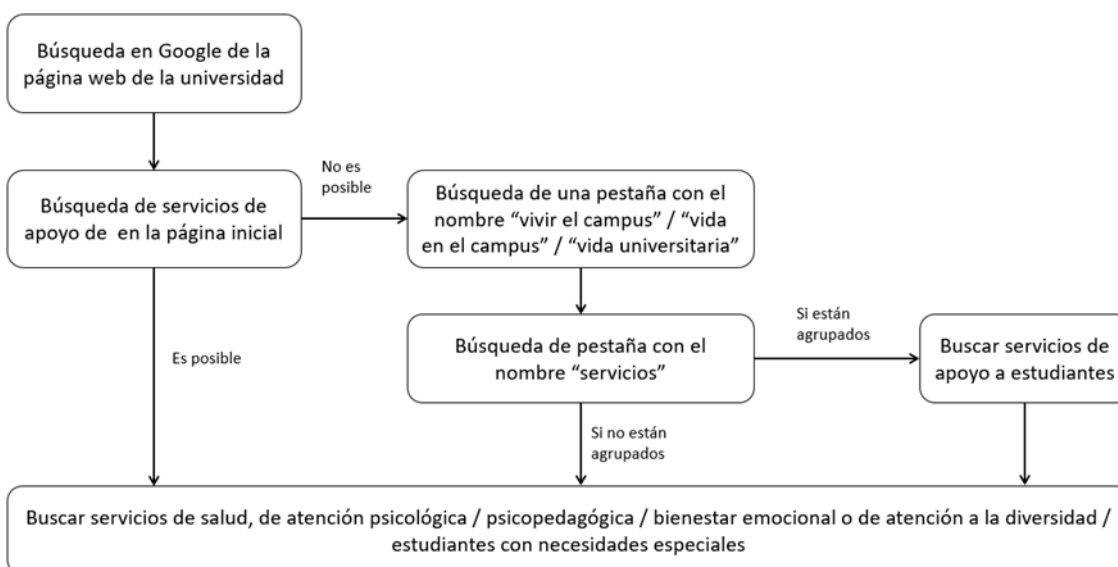 Búsqueda en Google de la
página web de la universidad
No es
posible
Búsqueda de servicios de
apoyo de en la página inicial
Búsqueda de una pestaña con el
nombre “vivir el campus” / “vida
en el campus” / “vida universitaria”
Si están
agrupados
Es posible
Búsqueda de pestaña con el
nombre “servicios”
Buscar servicios de
apoyo a estudiantes
Si no están
agrupados
Buscar servicios de salud, de atención psicológica / psicopedagógica / bienestar emocional o de atención a la diversidad /
estudiantes con necesidades especiales